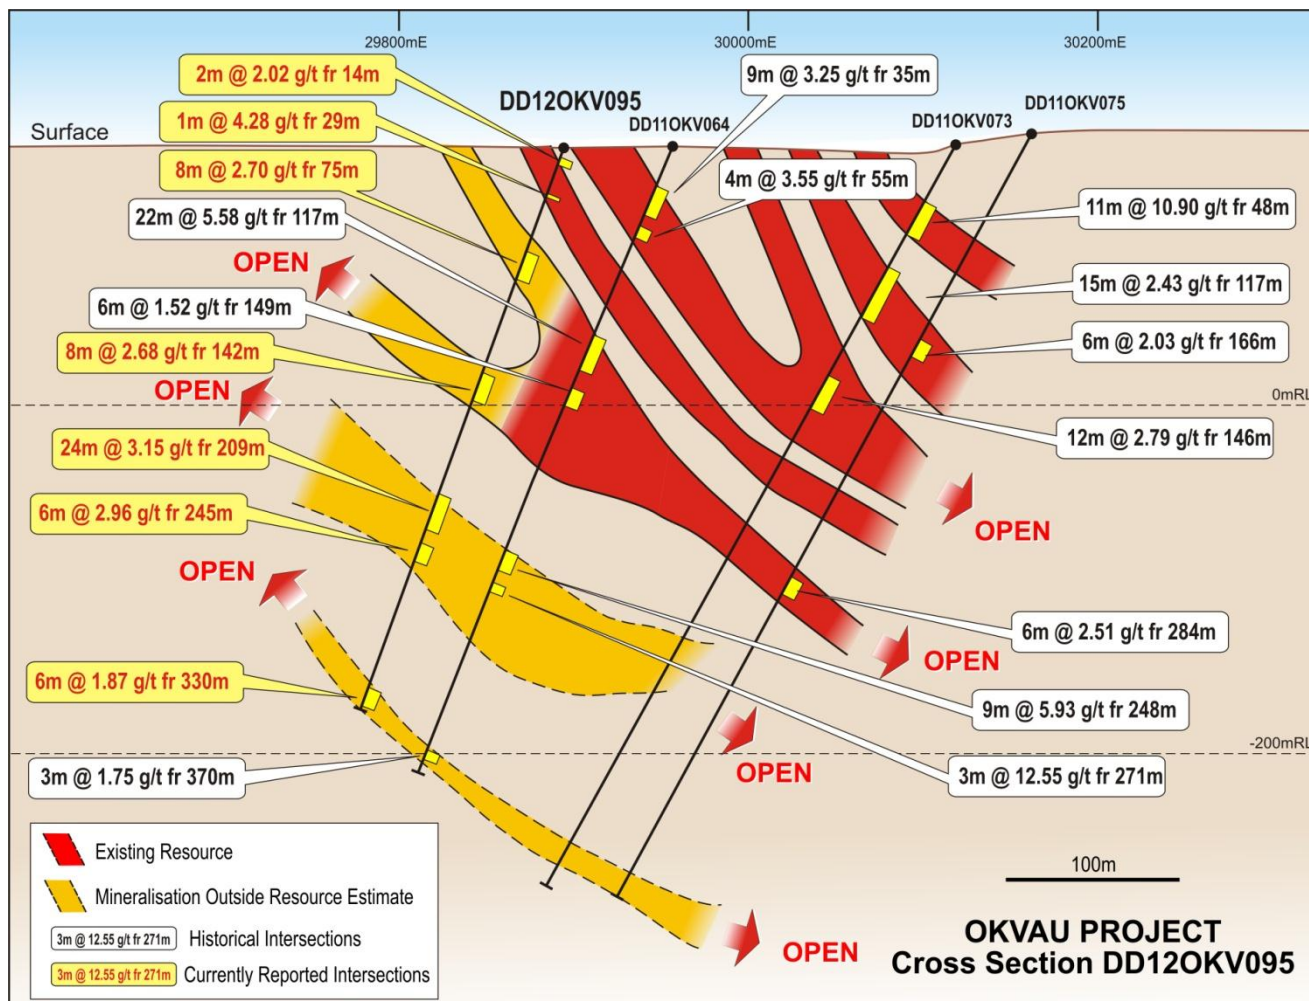 29800mE
30000mE
30200mE
2m @ 2.02 g/t fr 14m
9m @ 3.25 g/t fr 35m
DD12OKV095
DD11OKV075
1m @ 4.28 g/t fr 29m
DD11OKV064
DD11OKV073
Surface
8m @ 2.70 g/t fr 75m
4m @ 3.55 g/t fr 55m
22m @ 5.58 g/t fr 117m
11m @ 10.90 g/t fr 48m
OPEN
15m @ 2.43 g/t fr 117m
6m @ 1.52 g/t fr 149m
6m @ 2.03 g/t fr 166m
8m @ 2.68 g/t fr 142m
OPEN
0mRL
12m @ 2.79 g/t fr 146m
24m @ 3.15 g/t fr 209m
6m @ 2.96 g/t fr 245m
OPEN
OPEN
6m @ 2.51 g/t fr 284m
OPEN
6m @ 1.87 g/t fr 330m
9m @ 5.93 g/t fr 248m
-200mRL
3m @ 1.75 g/t fr 370m
OPEN
3m @ 12.55 g/t fr 271m
Existing Resource
Mineralisation Outside Resource Estimate
3m @ 12.55 g/t fr 271m Historical Intersections
3m @ 12.55 g/t fr 271m Currently Reported Intersections
100m
OPEN
OKVAU PROJECT
Cross Section DD12OKV095